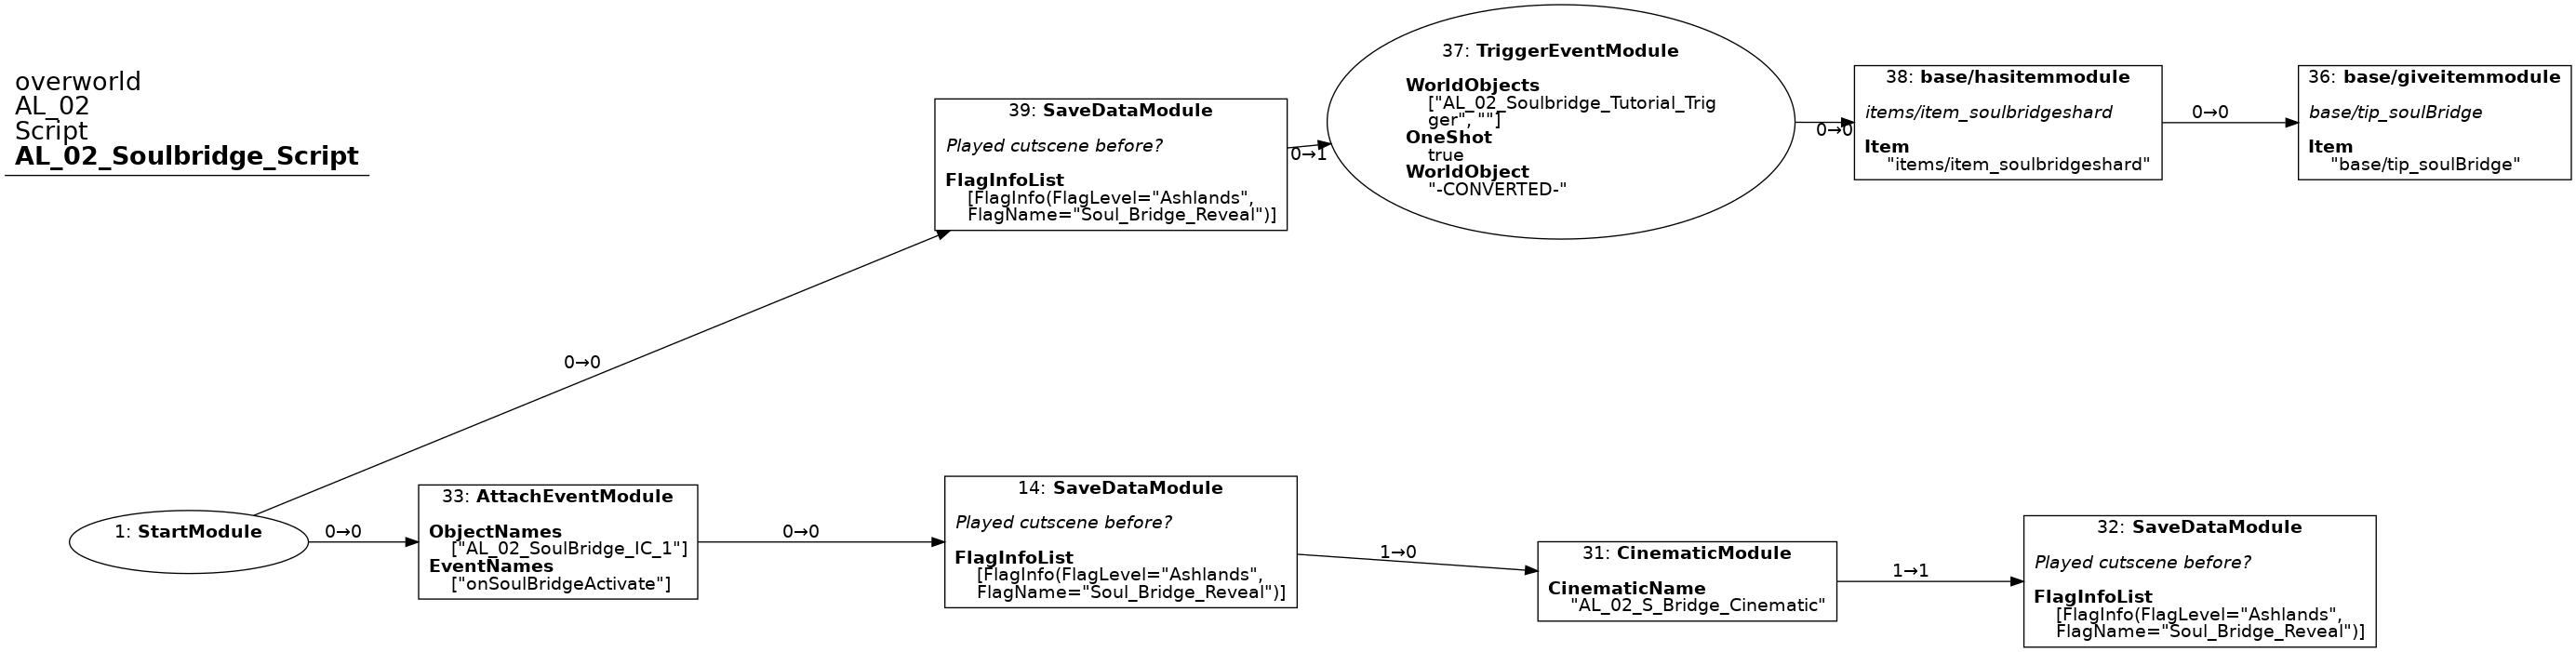 overworld
AL_02
Script
AL_02_Soulbridge_Script
39: SaveDataModule
Played cutscene before?
FlagInfoList
[FlagInfo(FlagLevel="Ashlands",
FlagName="Soul_Bridge_Reveal")]
0→1
37: TriggerEventModule
WorldObjects
["AL_02_Soulbridge_Tutorial_Trig
ger", ""]
OneShot
true
WorldObject
"-CONVERTED-"
0→0
38: base/hasitemmodule
items/item_soulbridgeshard
Item
"items/item_soulbridgeshard"
0→0
36: base/giveitemmodule
base/tip_soulBridge
Item
"base/tip_soulBridge"
0→0
1: StartModule
0→0
33: AttachEventModule
ObjectNames
["AL_02_SoulBridge_IC_1"]
EventNames
["onSoulBridgeActivate"]
0→0
14: SaveDataModule
Played cutscene before?
FlagInfoList
[FlagInfo(FlagLevel="Ashlands",
FlagName="Soul_Bridge_Reveal")]
1→0
31: CinematicModule
CinematicName
"AL_02_S_Bridge_Cinematic"
1→1
32: SaveDataModule
Played cutscene before?
FlagInfoList
[FlagInfo(FlagLevel="Ashlands",
FlagName="Soul_Bridge_Reveal")]